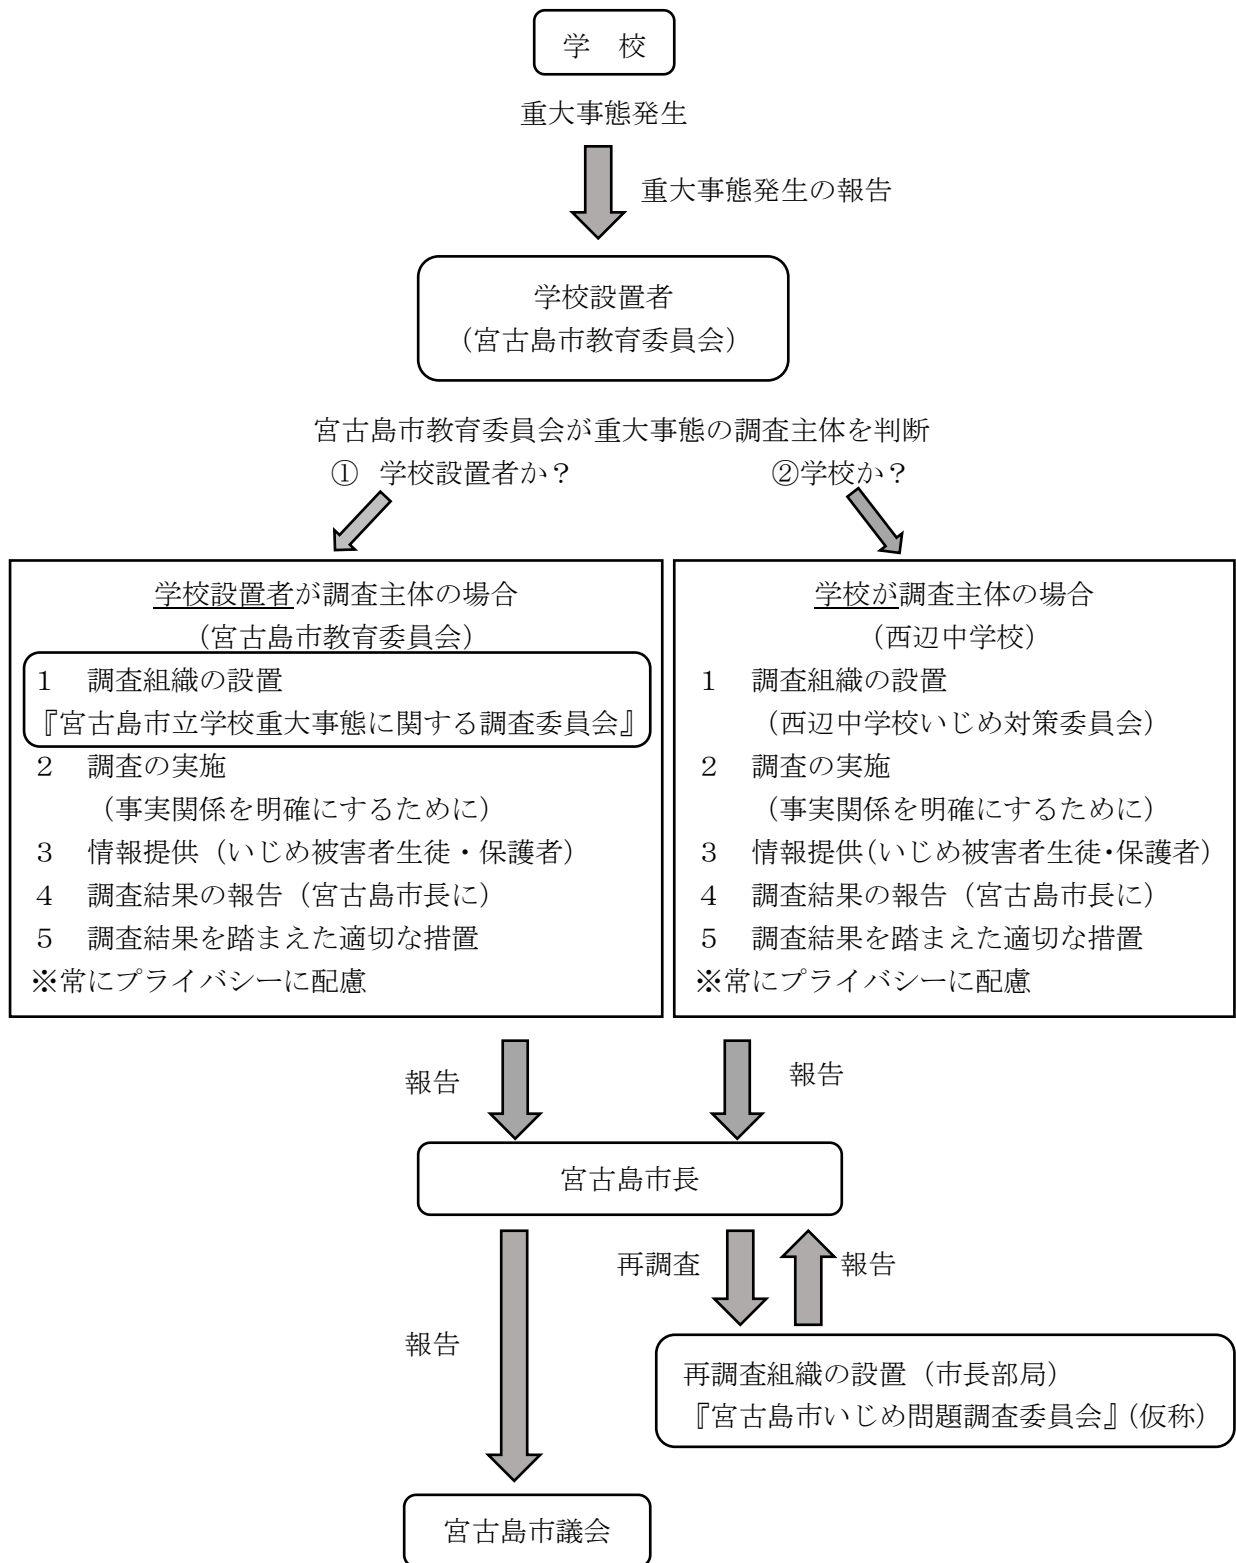 学　校
重大事態発生
重大事態発生の報告
学校設置者
（宮古島市教育委員会）
宮古島市教育委員会が重大事態の調査主体を判断
①　学校設置者か？
②学校か？
学校設置者が調査主体の場合
（宮古島市教育委員会）
１　調査組織の設置
『宮古島市立学校重大事態に関する調査委員会』
２　調査の実施
（事実関係を明確にするために）
３　情報提供（いじめ被害者生徒・保護者）
４　調査結果の報告（宮古島市長に）
５　調査結果を踏まえた適切な措置
※常にプライバシーに配慮
学校が調査主体の場合
（西辺中学校）
１　調査組織の設置
（西辺中学校いじめ対策委員会）
２　調査の実施
（事実関係を明確にするために）
３　情報提供（いじめ被害者生徒・保護者）
４　調査結果の報告（宮古島市長に）
５　調査結果を踏まえた適切な措置
※常にプライバシーに配慮
報告
報告
宮古島市長
再調査
報告
報告
再調査組織の設置（市長部局）
『宮古島市いじめ問題調査委員会』（仮称）
宮古島市議会